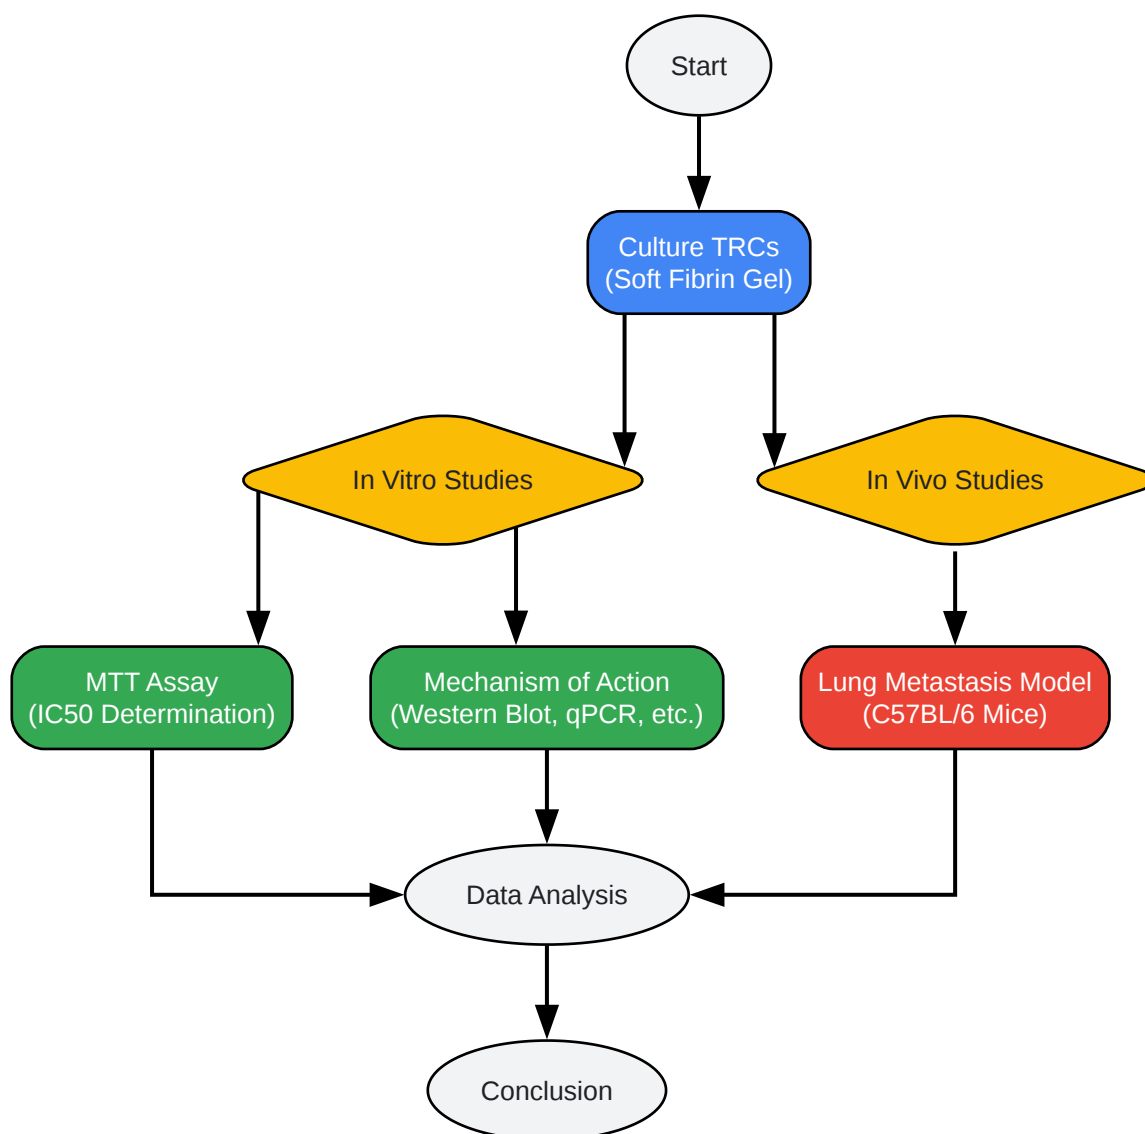 Start
Culture TRCs
(Soft Fibrin Gel)
In Vitro Studies
In Vivo Studies
MTT Assay
(IC50 Determination)
Mechanism of Action
(Western Blot, qPCR, etc.)
Lung Metastasis Model
(C57BL/6 Mice)
Data Analysis
Conclusion